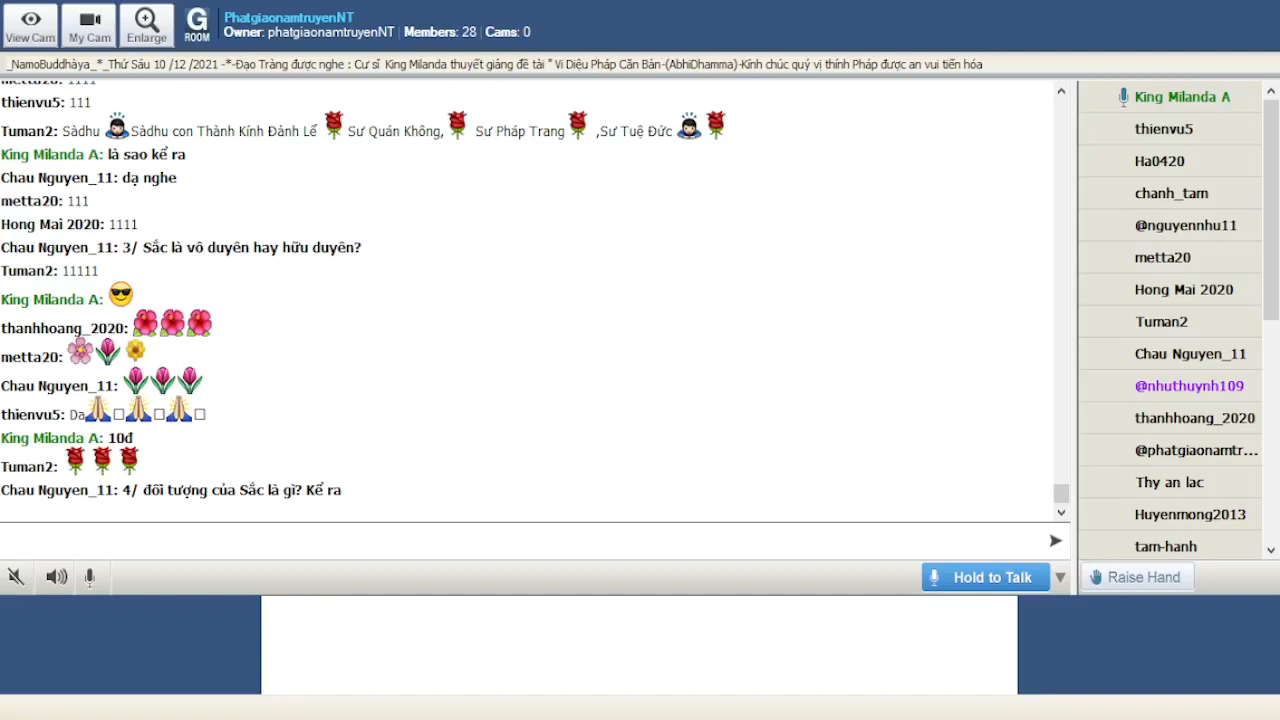 View Cam
My Cam
Enlarge
G
ROOM
PhatgiaonamtruyenNT
Owner: phatgiaonamtruyenNT | Members: 28 | Cams: 0
_NamoBuddhàya_*_Thứ Sáu 10 /12 /2021 -*-Đạo Tràng được nghe : Cư sĩ King Milanda thuyết giảng đề tài " Vi Diệu Pháp Căn Bản-(AbhiDhamma)-Kính chúc quý vị thính Pháp được an vui tiến hóa
metta20: 1111
thienvu5: 111
Tuman2: Sàdhu Sàdhu con Thành Kính Đảnh Lể Sư Quán Không, Sư Pháp Trang ,Sư Tuệ Đức
King Milanda A: là sao kể ra
Chau Nguyen_11: dạ nghe
metta20: 111
Hong Mai 2020: 1111
Chau Nguyen_11: 3/ Sắc là vô duyên hay hữu duyên?
Tuman2: 11111
King Milanda A:
thanhhoang_2020:
metta20:
Chau Nguyen_11:
thienvu5: Da
King Milanda A: 10đ
Tuman2:
Chau Nguyen_11: 4/ đối tượng của Sắc là gì? Kể ra
King Milanda A
thienvu5
Ha0420
chanh_tam
@nguyennhu11
metta20
Hong Mai 2020
Tuman2
Chau Nguyen_11
@nhuthuynh109
thanhhoang_2020
@phatgiaonamtr...
Thy an lac
Huyenmong2013
tam-hanh
Hold to Talk
Raise Hand